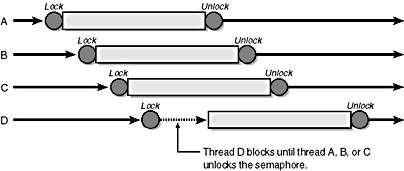 Lock Unlock
A
Lock Unlock
B
Lock Unlock
C
Lock Unlock
D
Thread D blocks until thread A, B, or C
unlocks the semaphore.